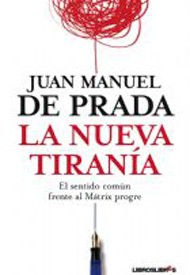 JUAN MANUEL
DE PRADA
LA NUEVA
TIRANÍA
El sentido común
frente al Mátrix progre
LIBROSLIBRES